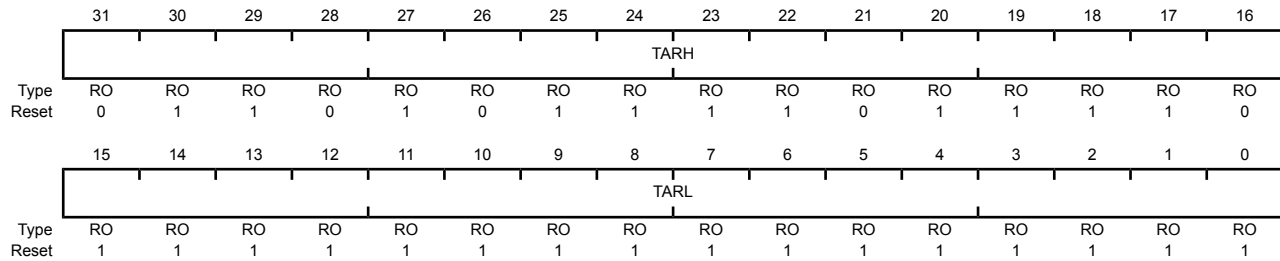 31 30 29 28 27 26 25 24 23 22 21 20 19 18 17 16
TARH
Type RO RO RO RO RO RO RO RO RO RO RO RO RO RO RO RO
Reset 0 1 1 0 1 0 1 1 1 1 0 1 1 1 1 0
15 14 13 12 11 10 9 8 7 6 5 4 3 2 1 0
TARL
Type RO RO RO RO RO RO RO RO RO RO RO RO RO RO RO RO
Reset 1 1 1 1 1 1 1 1 1 1 1 1 1 1 1 1